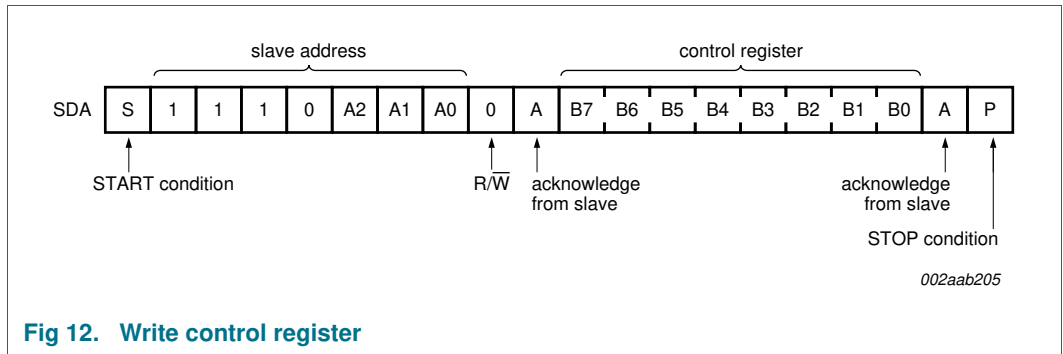 slave address control register
SDA S 1 1 1 0 A2 A1 A0 0 A B7 B6 B5 B4 B3 B2 B1 B0 A P
START condition R/W̅ acknowledge from slave acknowledge from slave
STOP condition
002aab205
Fig 12. Write control register